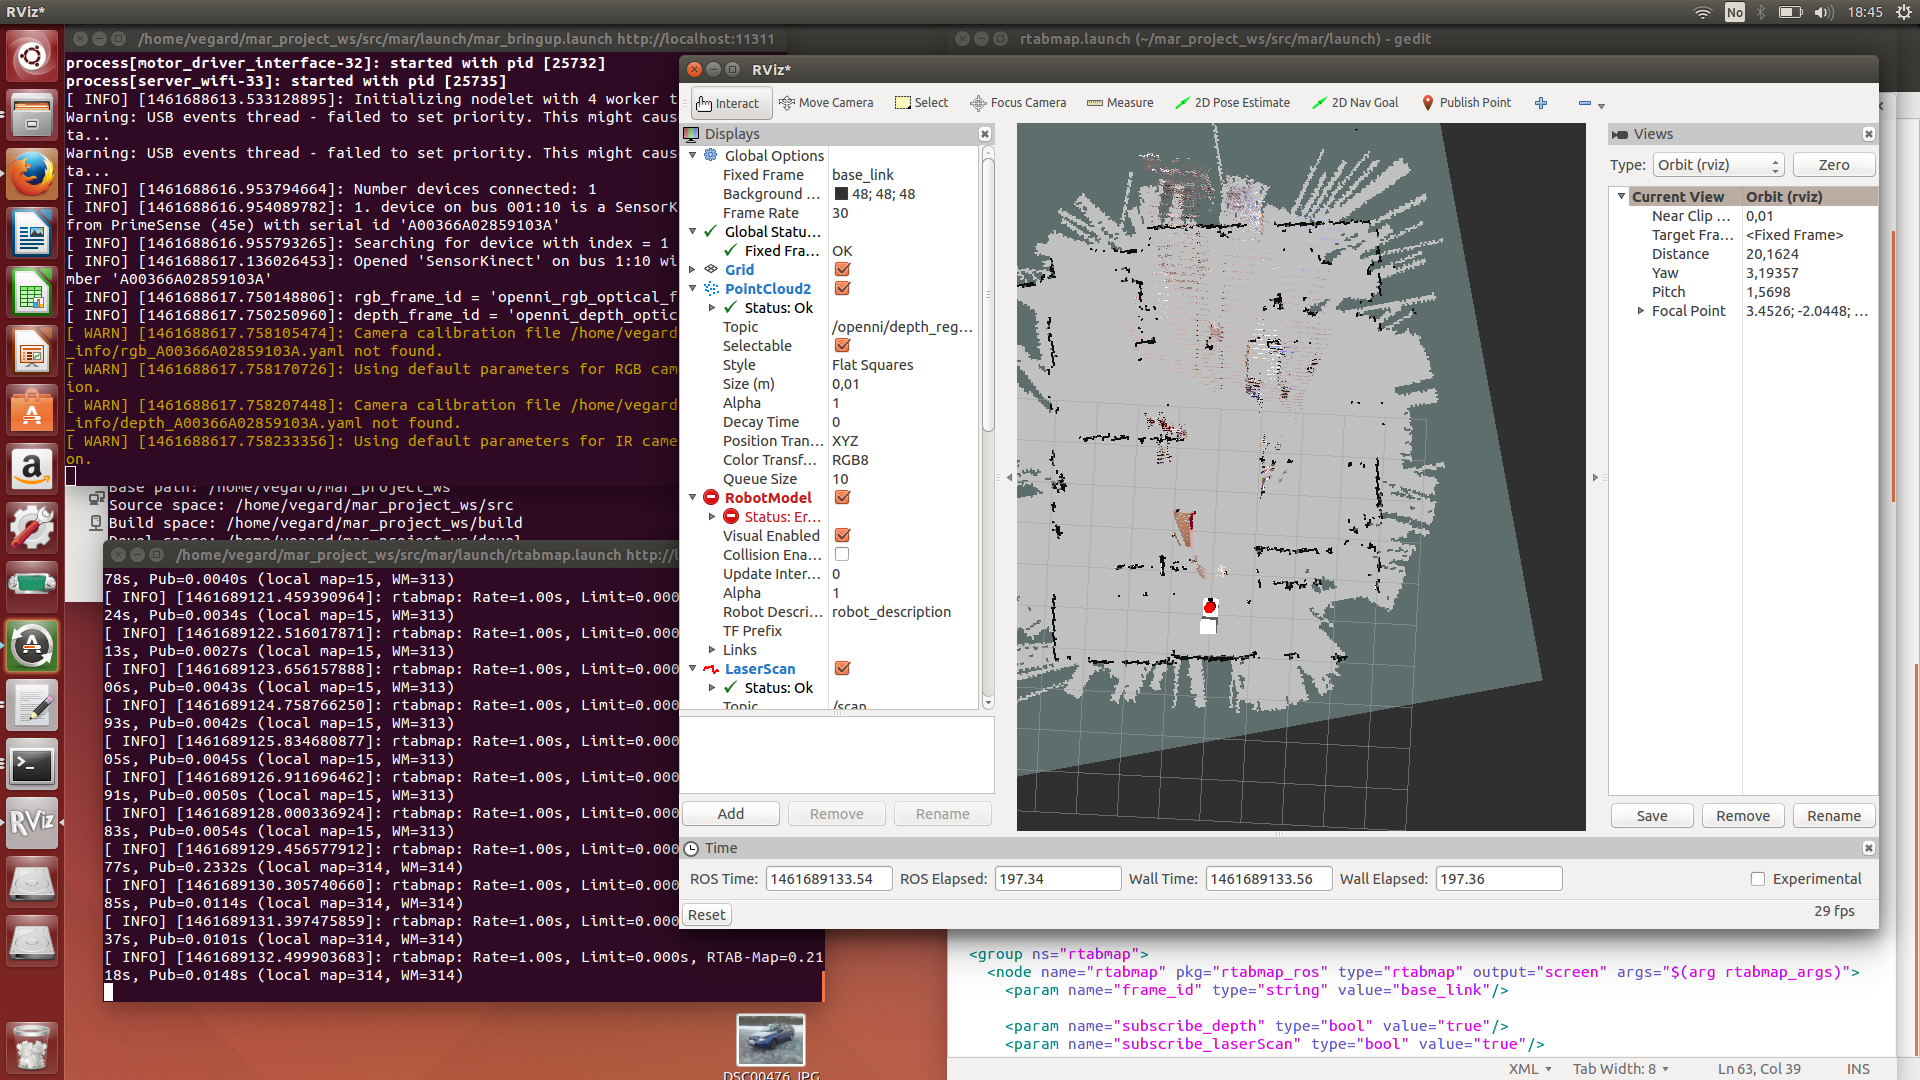 RViz*
No
18:45
/home/vegard/mar_project_ws/src/mar/launch/mar_bringup.launch http://localhost:11311
process[motor_driver_interface-32]: started with pid [25732]
process[server_wifi-33]: started with pid [25735]
[ INFO] [1461688613.533128895]: Initializing nodelet with 4 worker t
Warning: USB events thread - failed to set priority. This might caus
ta...
Warning: USB events thread - failed to set priority. This might caus
ta...
[ INFO] [1461688616.953794664]: Number devices connected: 1
[ INFO] [1461688616.954089782]: 1. device on bus 001:10 is a SensorK
from PrimeSense (45e) with serial id 'A00366A02859103A'
[ INFO] [1461688616.955793265]: Searching for device with index = 1
[ INFO] [1461688617.136026453]: Opened 'SensorKinect' on bus 1:10 wi
mber 'A00366A02859103A'
[ INFO] [1461688617.750148806]: rgb_frame_id = 'openni_rgb_optical_f
[ INFO] [1461688617.750250960]: depth_frame_id = 'openni_depth_optic
[ WARN] [1461688617.758105474]: Camera calibration file /home/vegard
_info/rgb_A00366A02859103A.yaml not found.
[ WARN] [1461688617.758170726]: Using default parameters for RGB cam
ion.
[ WARN] [1461688617.758207448]: Camera calibration file /home/vegard
_info/depth_A00366A02859103A.yaml not found.
[ WARN] [1461688617.758233356]: Using default parameters for IR came
on.
Base path: /home/vegard/mar_project_ws
Source space: /home/vegard/mar_project_ws/src
Build space: /home/vegard/mar_project_ws/build
Devel space: /home/vegard/mar_project_ws/devel
/home/vegard/mar_project_ws/src/mar/launch/rtabmap.launch http://l
78s, Pub=0.0040s (local map=15, WM=313)
[ INFO] [1461689121.459390964]: rtabmap: Rate=1.00s, Limit=0.000
24s, Pub=0.0034s (local map=15, WM=313)
[ INFO] [1461689122.516017871]: rtabmap: Rate=1.00s, Limit=0.000
13s, Pub=0.0027s (local map=15, WM=313)
[ INFO] [1461689123.656157888]: rtabmap: Rate=1.00s, Limit=0.000
06s, Pub=0.0043s (local map=15, WM=313)
[ INFO] [1461689124.758766250]: rtabmap: Rate=1.00s, Limit=0.000
93s, Pub=0.0042s (local map=15, WM=313)
[ INFO] [1461689125.834680877]: rtabmap: Rate=1.00s, Limit=0.000
05s, Pub=0.0045s (local map=15, WM=313)
[ INFO] [1461689126.911696462]: rtabmap: Rate=1.00s, Limit=0.000
91s, Pub=0.0050s (local map=15, WM=313)
[ INFO] [1461689128.000336924]: rtabmap: Rate=1.00s, Limit=0.000
83s, Pub=0.0054s (local map=15, WM=313)
[ INFO] [1461689129.456577912]: rtabmap: Rate=1.00s, Limit=0.000
77s, Pub=0.2332s (local map=314, WM=314)
[ INFO] [1461689130.305740660]: rtabmap: Rate=1.00s, Limit=0.000
85s, Pub=0.0114s (local map=314, WM=314)
[ INFO] [1461689131.397475859]: rtabmap: Rate=1.00s, Limit=0.000
37s, Pub=0.0101s (local map=314, WM=314)
[ INFO] [1461689132.499903683]: rtabmap: Rate=1.00s, Limit=0.000s, RTAB-Map=0.21
18s, Pub=0.0148s (local map=314, WM=314)
RViz
DSC00476.JPG
rtabmap.launch (~/mar_project_ws/src/mar/launch) - gedit
RViz*
Interact
Move Camera
Select
Focus Camera
Measure
2D Pose Estimate
2D Nav Goal
Publish Point
Displays
Global Options
Fixed Frame base_link
Background ... 48; 48; 48
Frame Rate 30
Global Statu...
Fixed Fra... OK
Grid
PointCloud2
Status: Ok
Topic /openni/depth_reg...
Selectable
Style Flat Squares
Size (m) 0,01
Alpha 1
Decay Time 0
Position Tran... XYZ
Color Transf... RGB8
Queue Size 10
RobotModel
Status: Er...
Visual Enabled
Collision Ena...
Update Inter... 0
Alpha 1
Robot Descri... robot_description
TF Prefix
Links
LaserScan
Status: Ok
Topic /scan
Add
Remove
Rename
Views
Type: Orbit (rviz) Zero
Current View Orbit (rviz)
Near Clip ... 0,01
Target Fra... <Fixed Frame>
Distance 20,1624
Yaw 3,19357
Pitch 1,5698
Focal Point 3.4526; -2.0448; ...
Save
Remove
Rename
Time
ROS Time: 1461689133.54 ROS Elapsed: 197.34 Wall Time: 1461689133.56 Wall Elapsed: 197.36 Experimental
Reset
29 fps
<group ns="rtabmap">
<node name="rtabmap" pkg="rtabmap_ros" type="rtabmap" output="screen" args="$(arg rtabmap_args)">
<param name="frame_id" type="string" value="base_link"/>
<param name="subscribe_depth" type="bool" value="true"/>
<param name="subscribe_laserScan" type="bool" value="true"/>
XML
Tab Width: 8
Ln 63, Col 39
INS